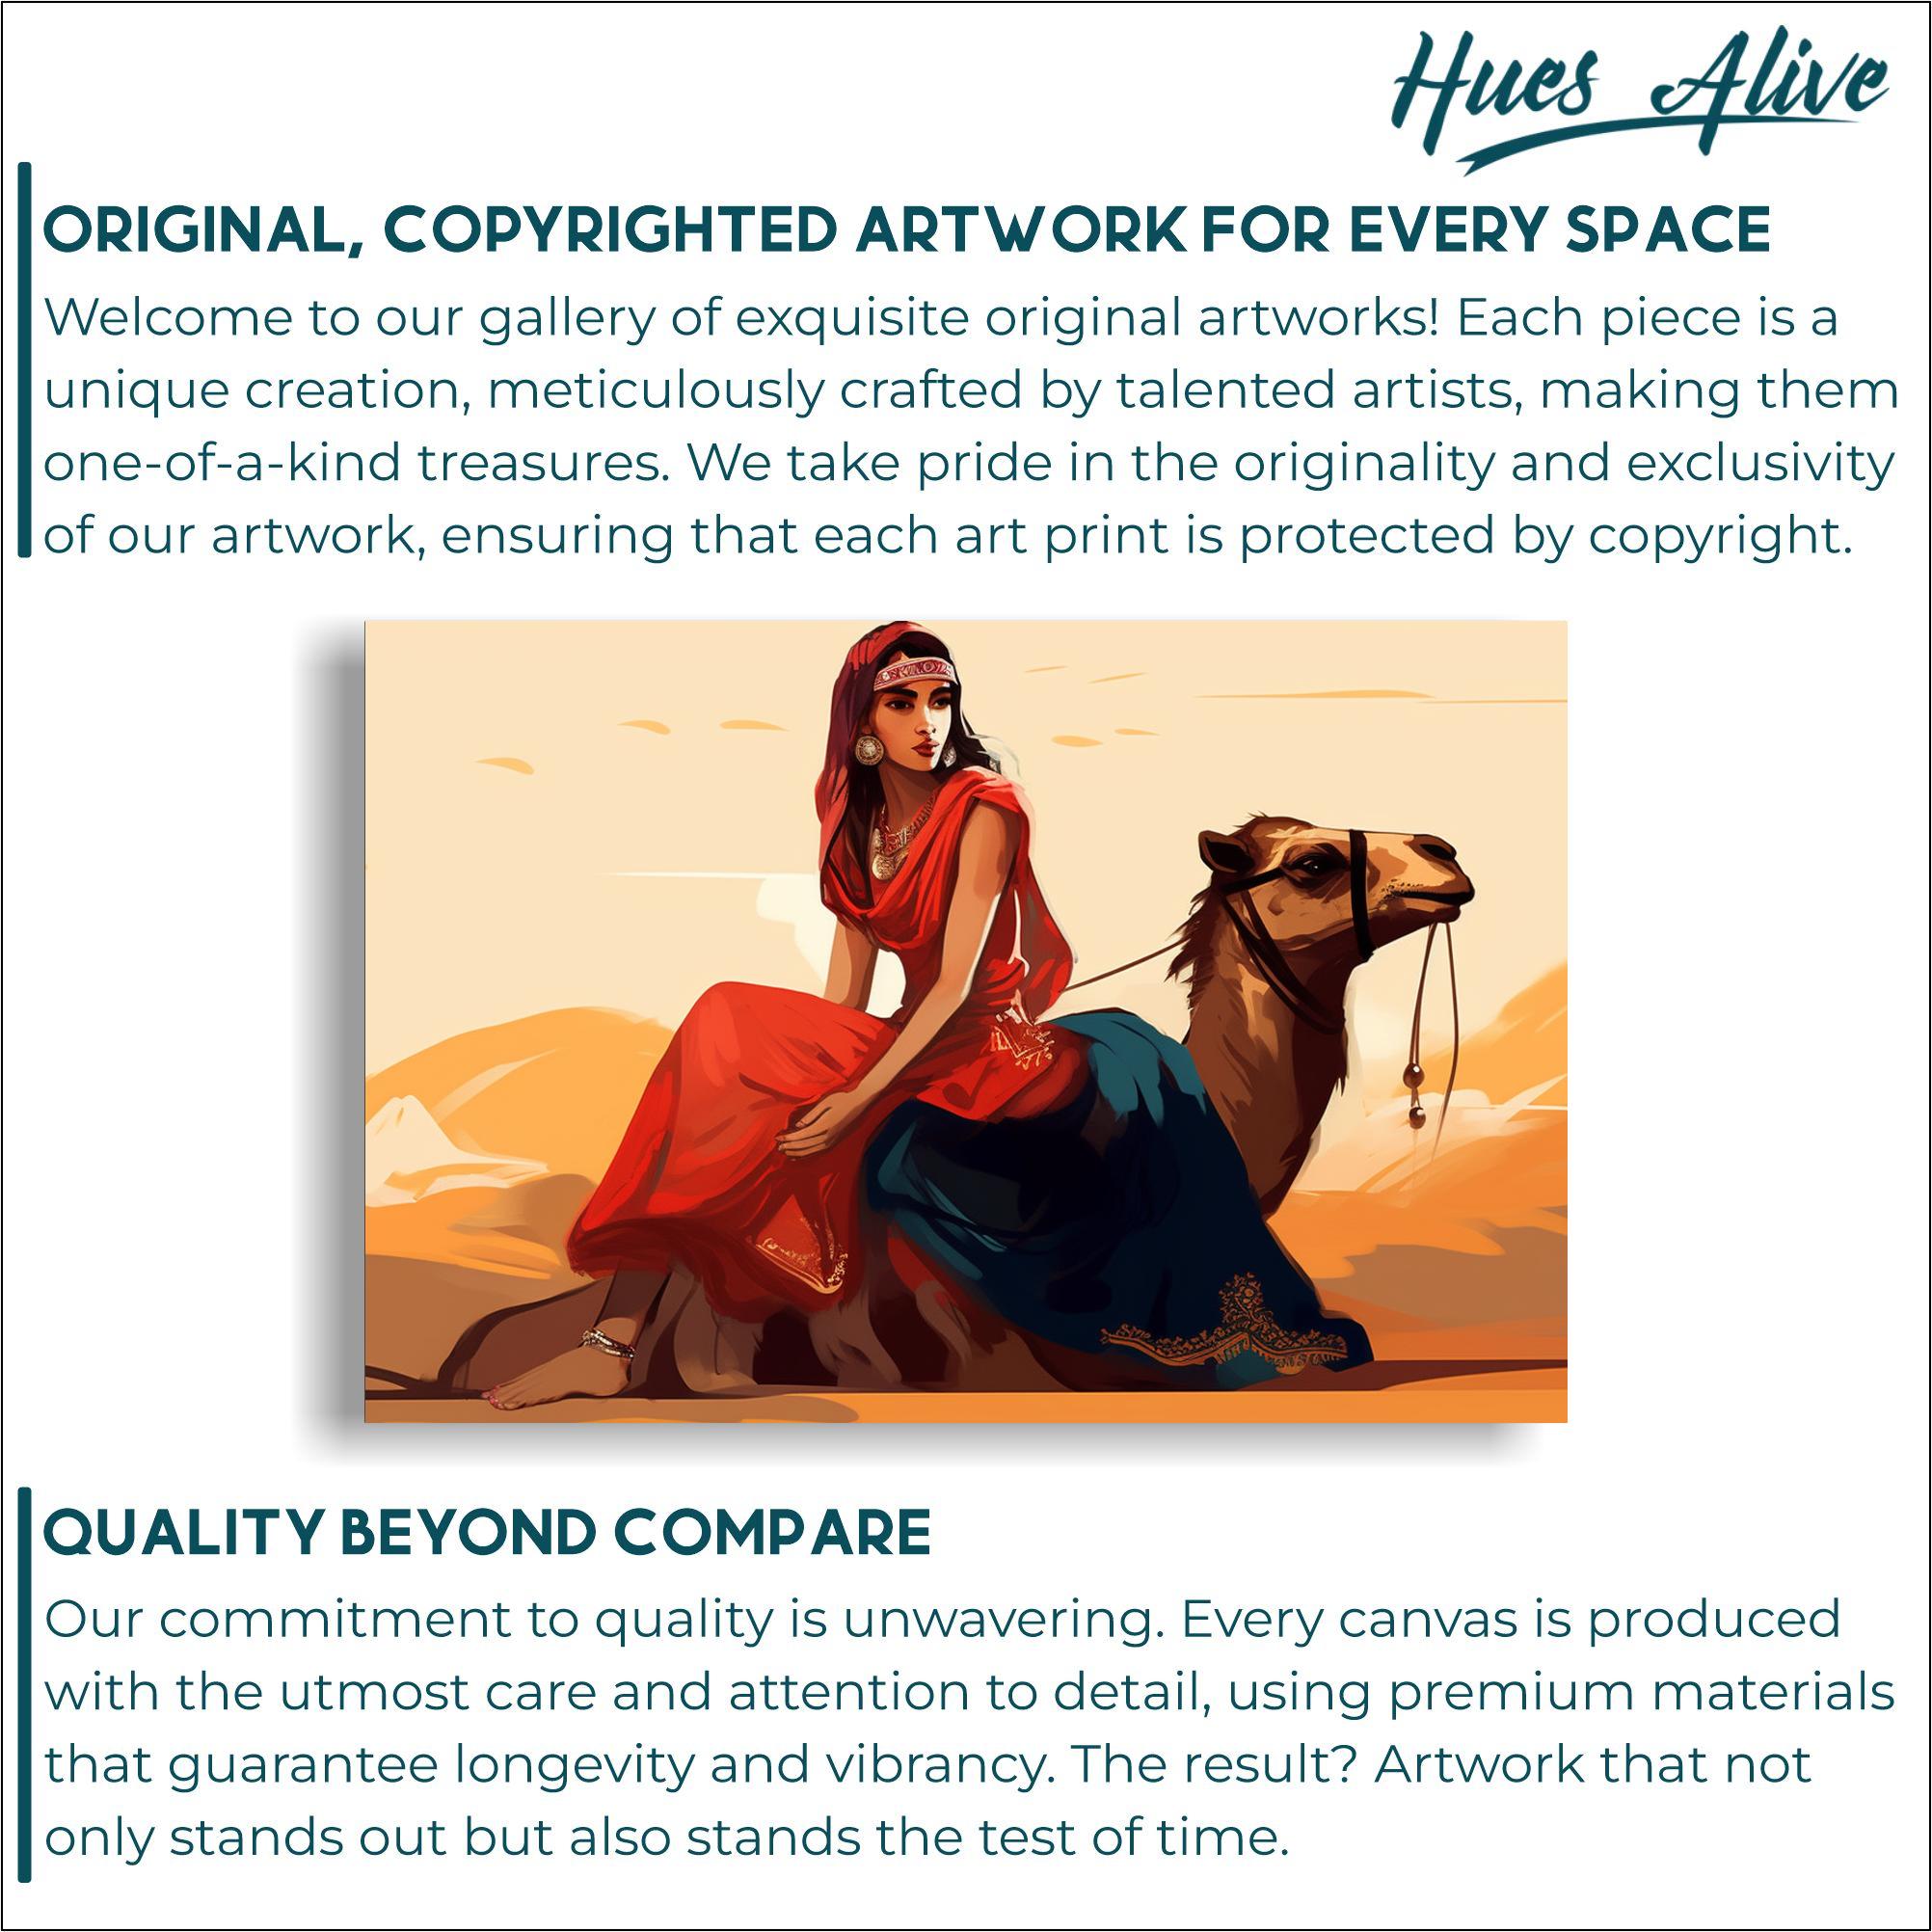 Hues Alive
ORIGINAL, COPYRIGHTED ARTWORK FOR EVERY SPACE
Welcome to our gallery of exquisite original artworks! Each piece is a
unique creation, meticulously crafted by talented artists, making them
one-of-a-kind treasures. We take pride in the originality and exclusivity
of our artwork, ensuring that each art print is protected by copyright.
QUALITY BEYOND COMPARE
Our commitment to quality is unwavering. Every canvas is produced
with the utmost care and attention to detail, using premium materials
that guarantee longevity and vibrancy. The result? Artwork that not
only stands out but also stands the test of time.